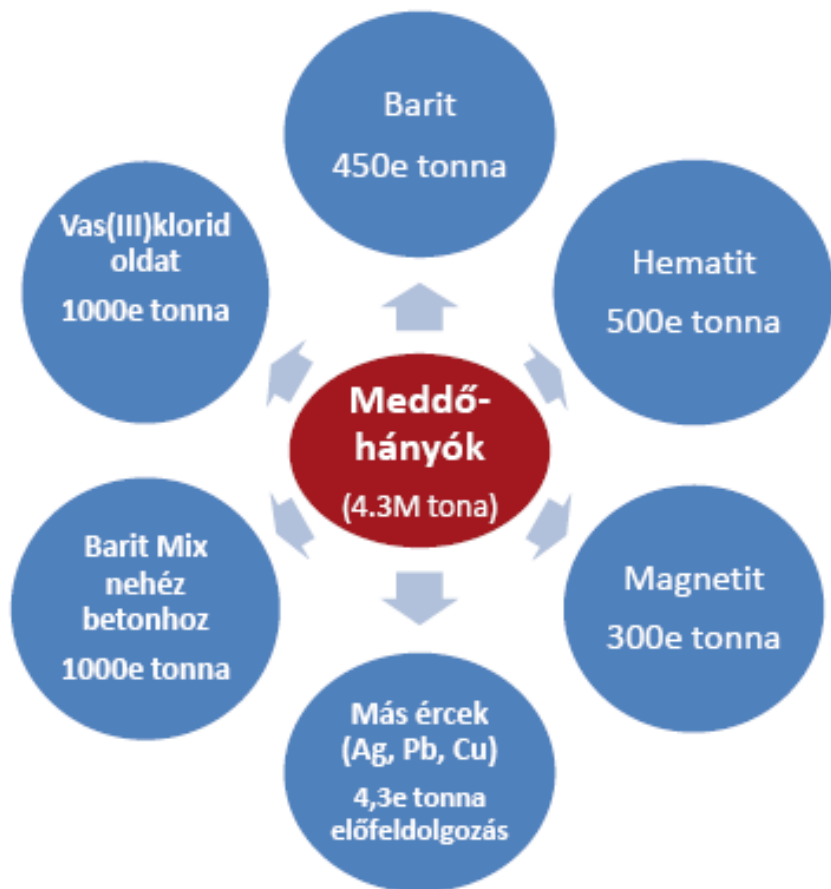 Barit
450e tonna
Vas(III)klorid
oldat
1000e tonna
Hematit
500e tonna
Meddő-
hányók
(4.3M tona)
Barit Mix
nehéz
betonhoz
1000e tonna
Magnetit
300e tonna
Más ércek
(Ag, Pb, Cu)
4,3e tonna
előfeldolgozás